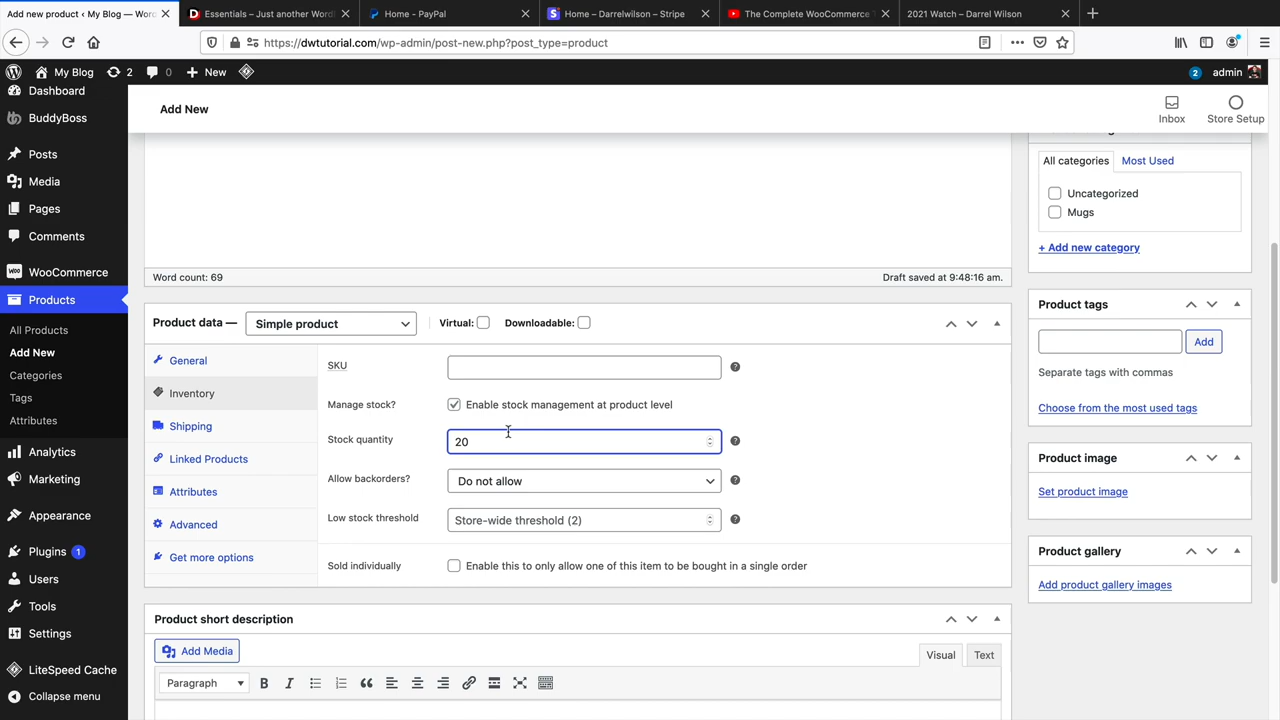 Add new product ‹ My Blog — Wor
Essentials – Just another Word
Home - PayPal
Home – Darrelwilson – Stripe
The Complete WooCommerce
2021 Watch – Darrel Wilson
https://dwtutorial.com/wp-admin/post-new.php?post_type=product
My Blog
2
0
New
2
admin
Dashboard
BuddyBoss
Posts
Media
Pages
Comments
WooCommerce
Products
All Products
Add New
Categories
Tags
Attributes
Analytics
Marketing
Appearance
Plugins 1
Users
Tools
Settings
LiteSpeed Cache
Collapse menu
Add New
Inbox
Store Setup
Word count: 69
Draft saved at 9:48:16 am.
Product data —
Simple product
Virtual:
Downloadable:
General
Inventory
Shipping
Linked Products
Attributes
Advanced
Get more options
SKU
Manage stock?
Enable stock management at product level
Stock quantity
20
Allow backorders?
Do not allow
Low stock threshold
Store-wide threshold (2)
Sold individually
Enable this to only allow one of this item to be bought in a single order
Product short description
Add Media
Visual
Text
Paragraph
All categories
Most Used
Uncategorized
Mugs
+ Add new category
Product tags
Add
Separate tags with commas
Choose from the most used tags
Product image
Set product image
Product gallery
Add product gallery images